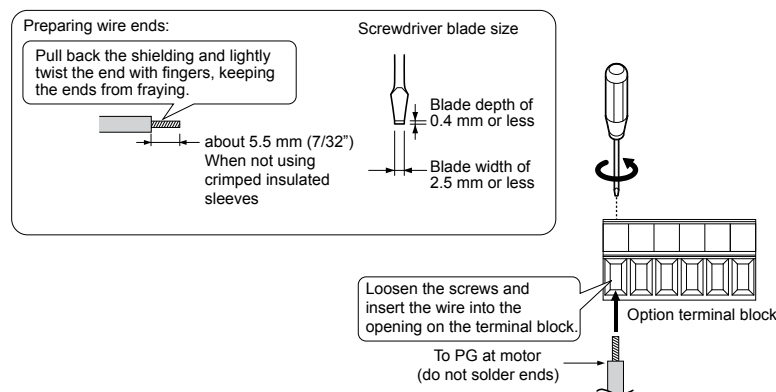 Preparing wire ends:
Pull back the shielding and lightly
twist the end with fingers, keeping
the ends from fraying.
about 5.5 mm (7/32”)
When not using
crimped insulated
sleeves
Screwdriver blade size
Blade depth of
0.4 mm or less
Blade width of
2.5 mm or less
Loosen the screws and
insert the wire into the
opening on the terminal block.
Option terminal block
To PG at motor
(do not solder ends)